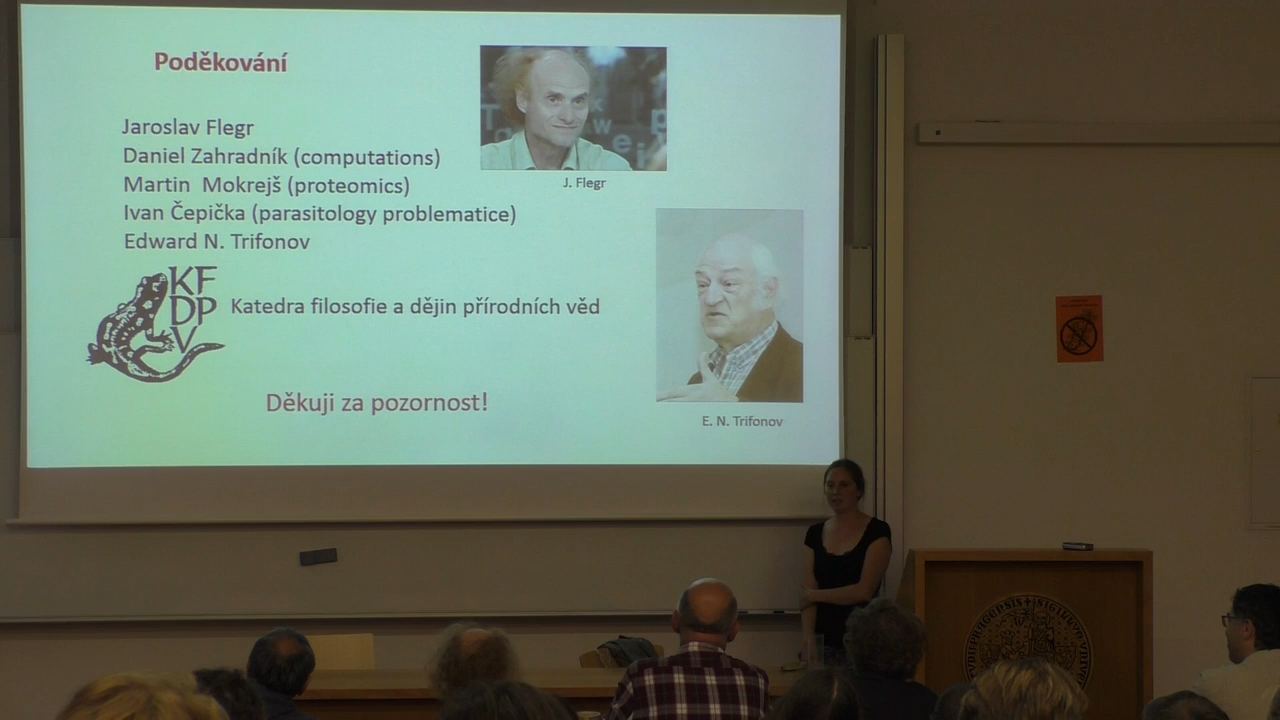 Poděkování
Jaroslav Flegr
Daniel Zahradník (computations)
Martin Mokrejš (proteomics)
Ivan Čepička (parasitology problematice)
Edward N. Trifonov
KF
DP
V
Katedra filosofie a dějin přírodních věd
Děkuji za pozornost!
J. Flegr
E. N. Trifonov